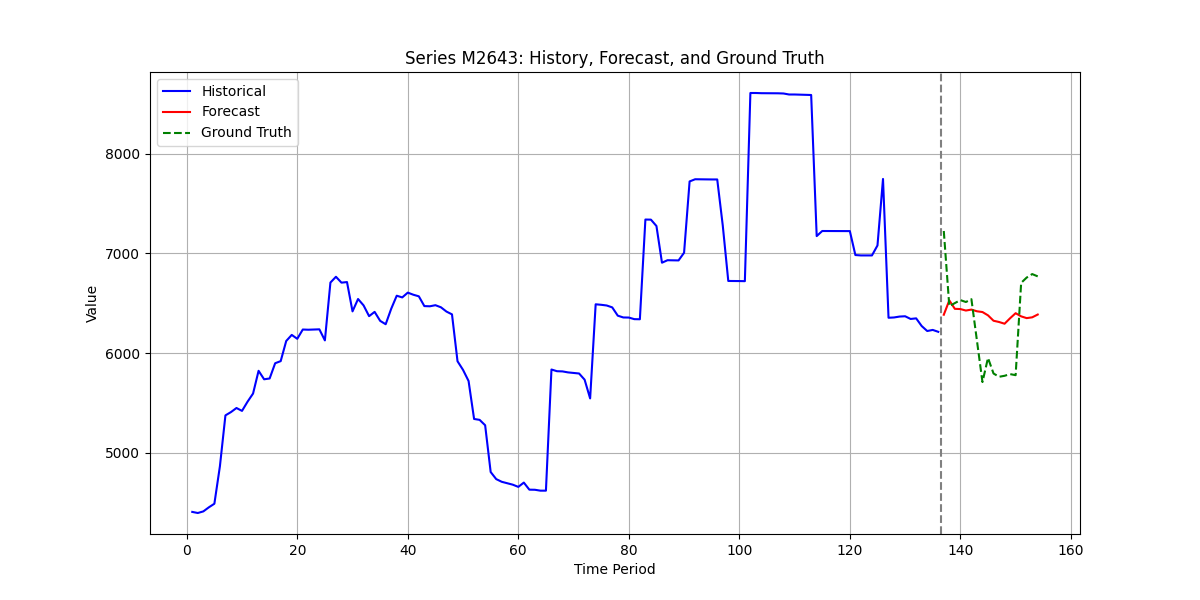 Series M2643: History, Forecast, and Ground Truth
Historical
Forecast
Ground Truth
8000
7000
6000
5000
Value
0 20 40 60 80 100 120 140 160
Time Period